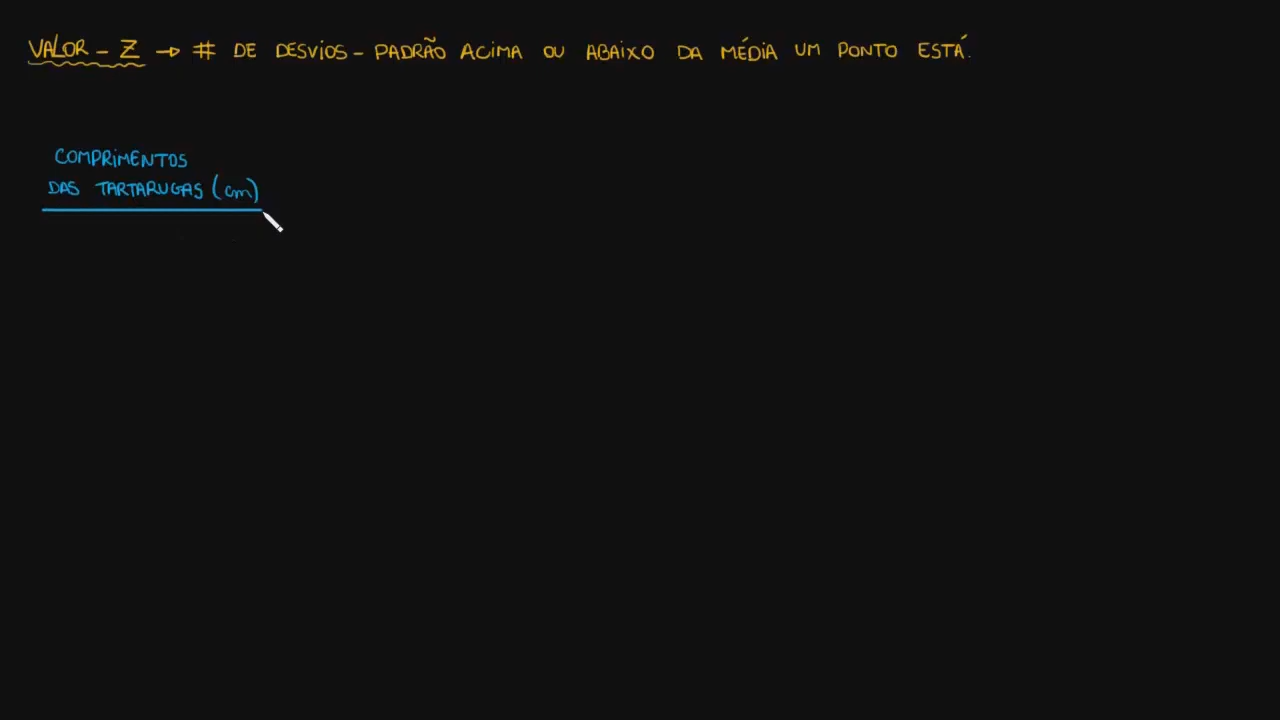 VALOR - Z → # DE DESVIOS - PADRÃO ACIMA OU ABAIXO DA MÉDIA UM PONTO ESTÁ.
COMPRIMENTOS
DAS TARTARUGAS (cm)